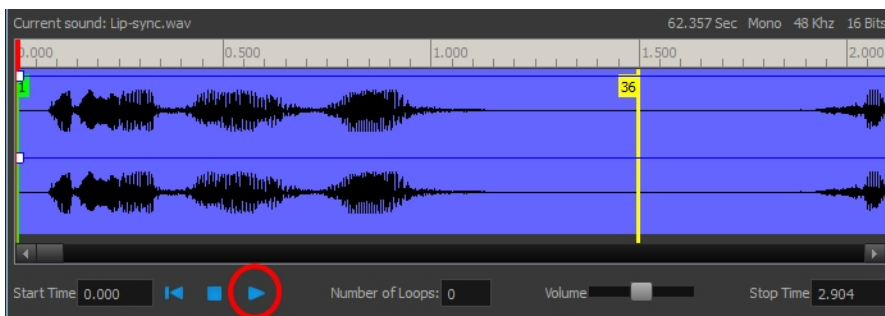 Current sound: Lip-sync.wav 62.357 Sec Mono 48 Khz 16 Bits
0.000 0.500 1.000 1.500 2.000
1 36
Start Time 0.000 Number of Loops: 0 Volume Stop Time 2.904